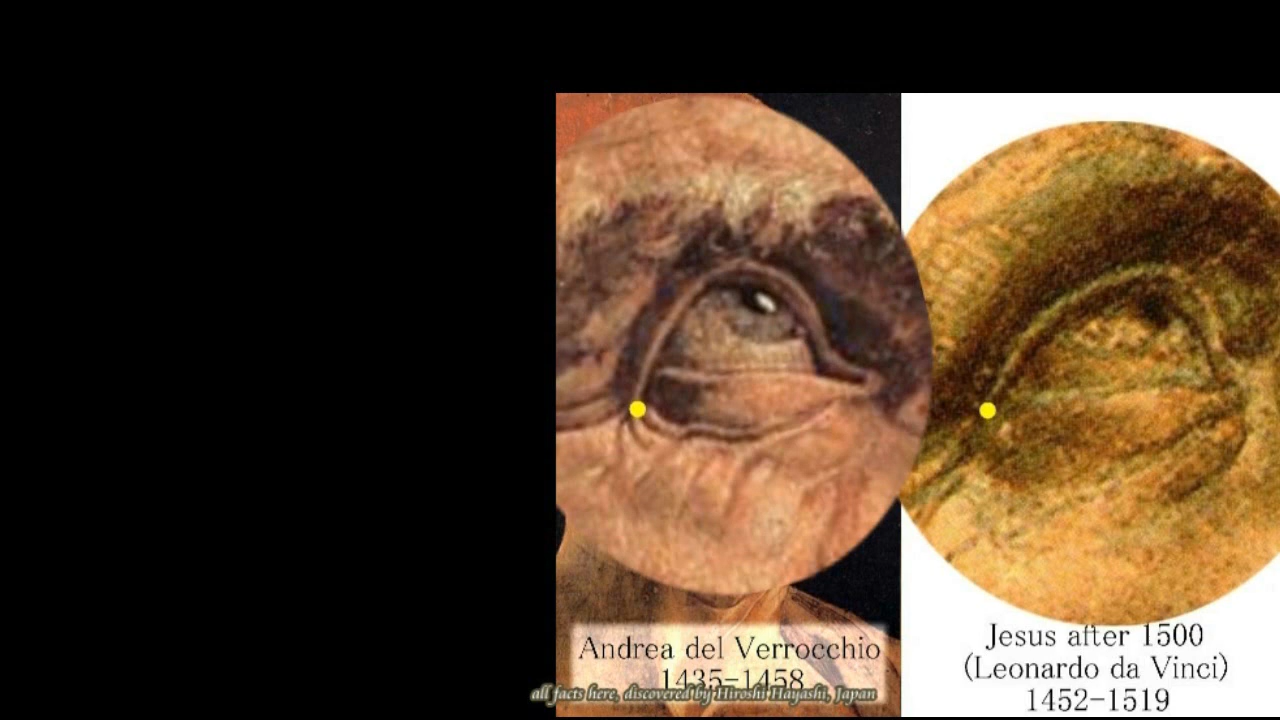 Andrea del Verrocchio
1435-1458
all facts here, discovered by Hiroshi Hayashi, Japan
Jesus after 1500
(Leonardo da Vinci)
1452-1519